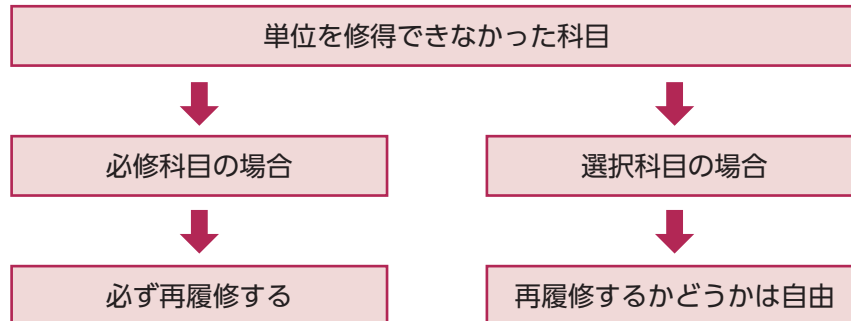 単位を修得できなかった科目
必修科目の場合
選択科目の場合
必ず再履修する
再履修するかどうかは自由